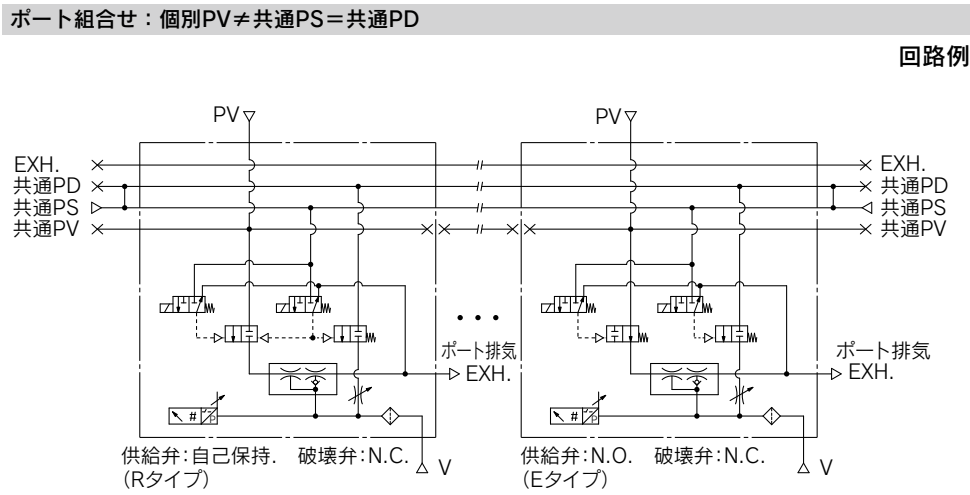 ポート組合せ：個別PV≠共通PS＝共通PD
回路例
PV
PV
EXH.
共通PD
共通PS
共通PV
EXH.
共通PD
共通PS
共通PV
ポート排気
EXH.
ポート排気
EXH.
#
P
#
P
供給弁：自己保持.
（Rタイプ）
破壊弁：N.C.
V
供給弁：N.O.
（Eタイプ）
破壊弁：N.C.
V